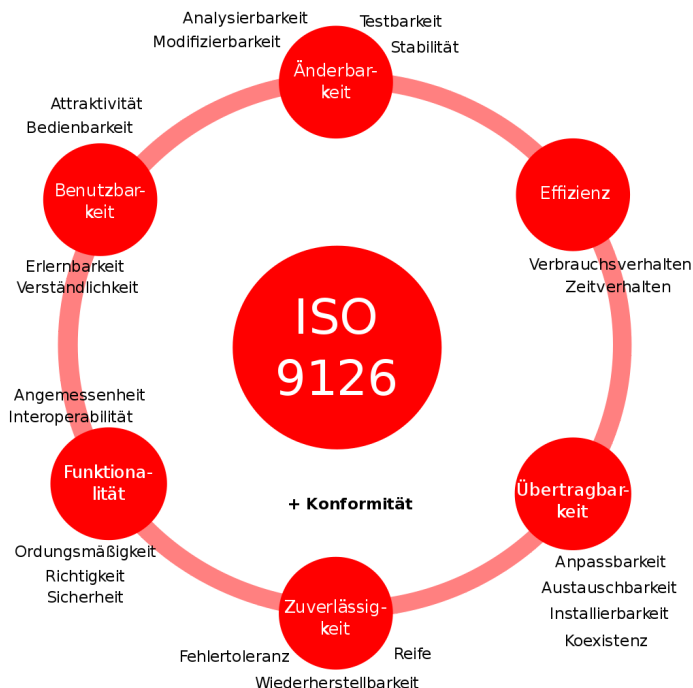 Analysierbarkeit
Modifizierbarkeit
Testbarkeit
Stabilität
Änderbar-
keit
Attraktivität
Bedienbarkeit
Benutzbar-
keit
Erlernbarkeit
Verständlichkeit
Effizienz
Verbrauchsverhalten
Zeitverhalten
ISO
9126
Angemessenheit
Interoperabilität
Funktiona-
lität
Ordungsmäßigkeit
Richtigkeit
Sicherheit
+ Konformität
Übertragbar-
keit
Anpassbarkeit
Austauschbarkeit
Installierbarkeit
Koexistenz
Zuverlässig-
keit
Fehlertoleranz
Reife
Wiederherstellbarkeit